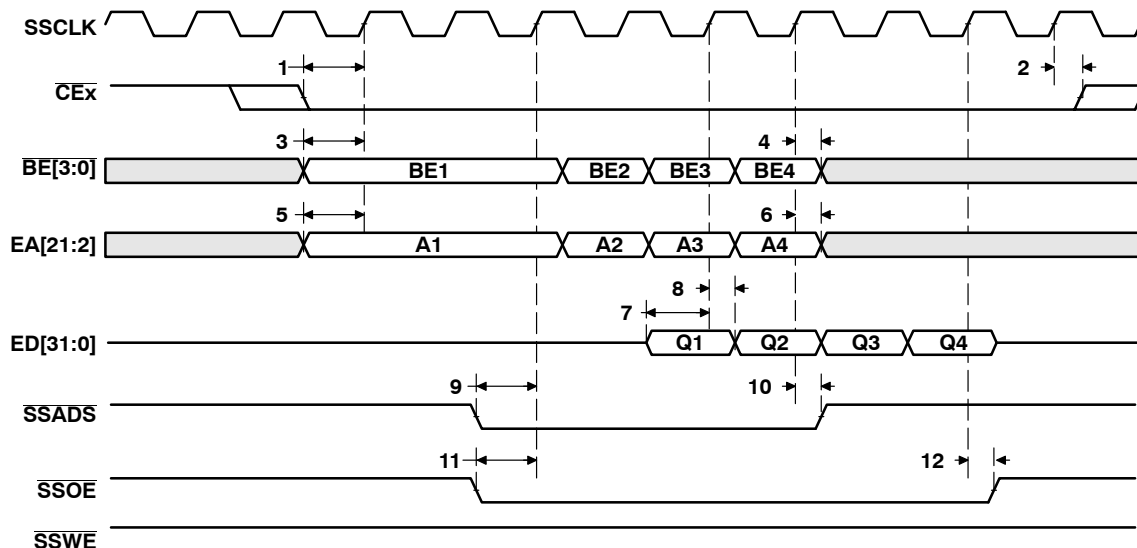 SSCLK
1
2
CEx
3
4
BE[3:0]
BE1
BE2
BE3
BE4
5
6
EA[21:2]
A1
A2
A3
A4
8
7
ED[31:0]
Q1
Q2
Q3
Q4
9
10
SSADS
11
12
SSOE
SSWE